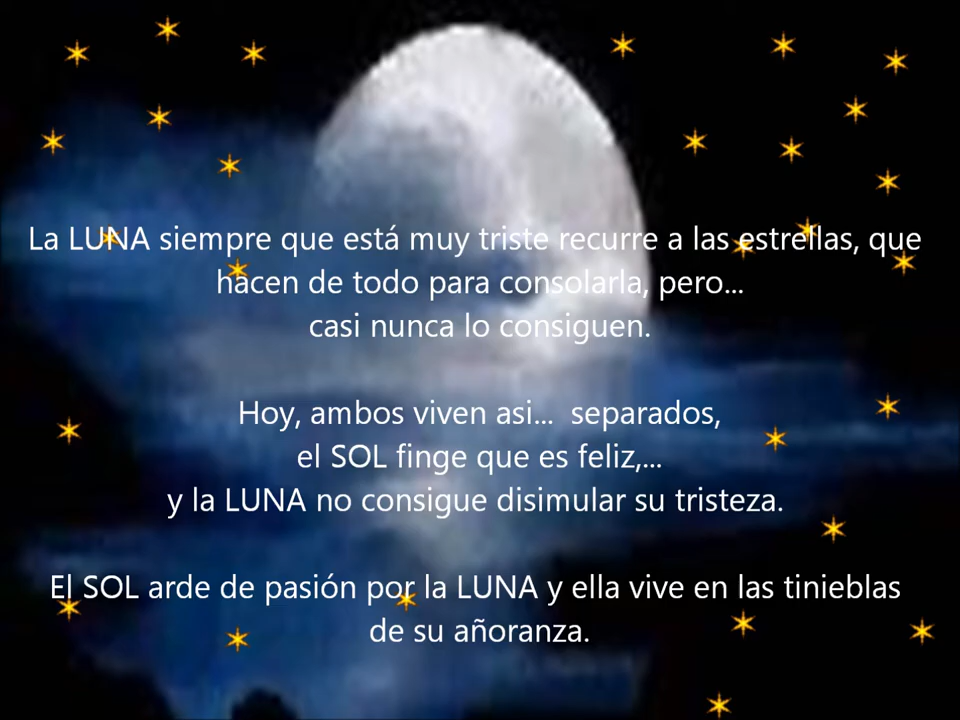 La LUNA siempre que está muy triste recurre a las estrellas, que
hacen de todo para consolarla, pero...
casi nunca lo consiguen.
Hoy, ambos viven asi... separados,
el SOL finge que es feliz,...
y la LUNA no consigue disimular su tristeza.
El SOL arde de pasión por la LUNA y ella vive en las tinieblas
de su añoranza.